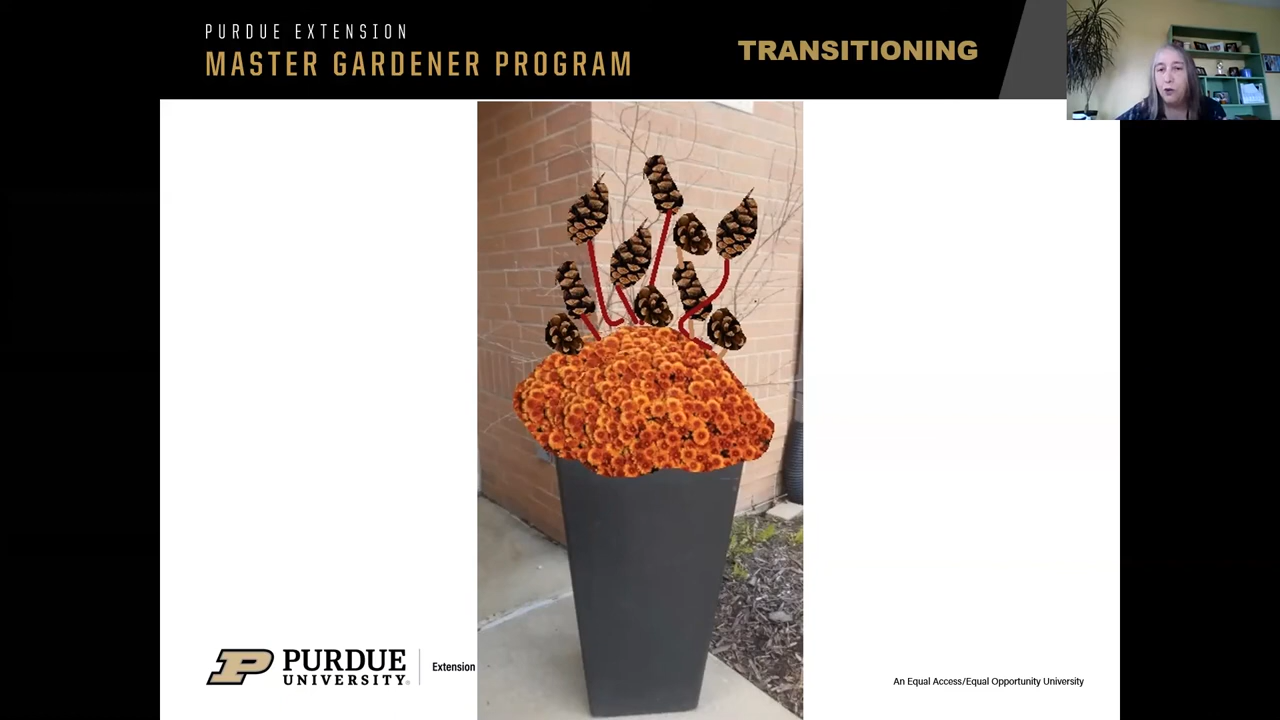 PURDUE EXTENSION
MASTER GARDENER PROGRAM
TRANSITIONING
PURDUE
UNIVERSITY
Extension
An Equal Access/Equal Opportunity University